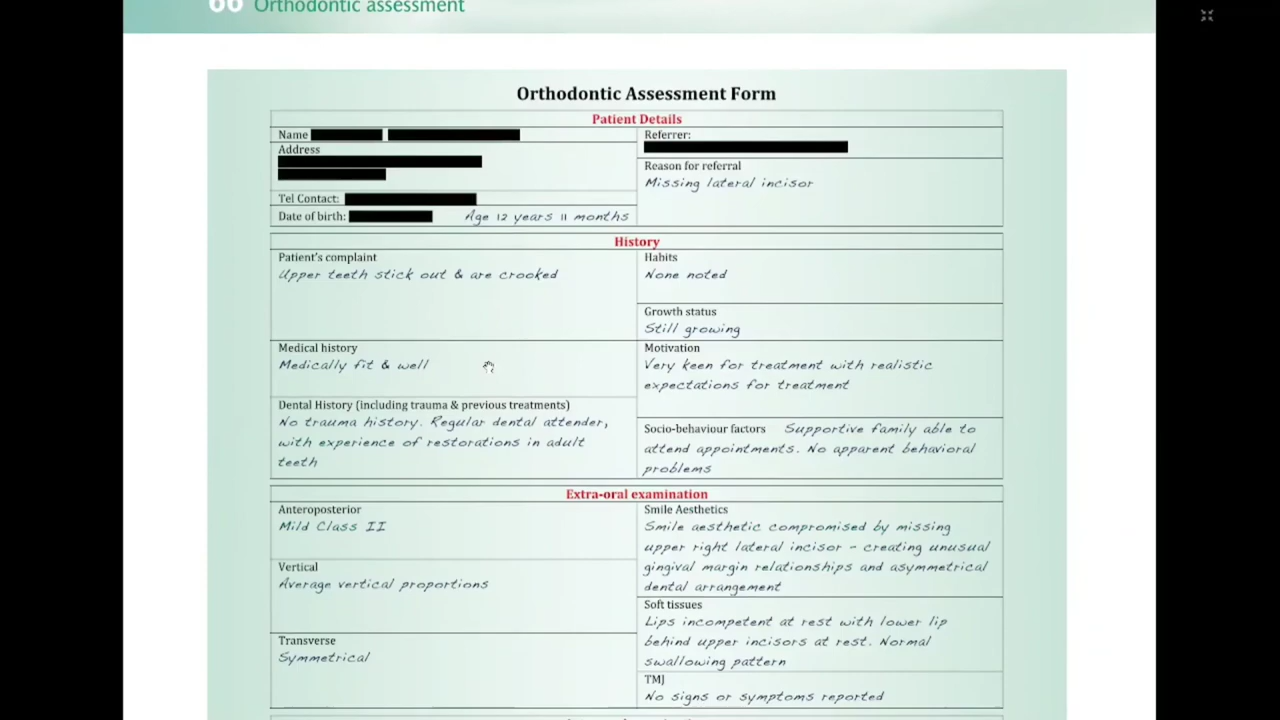 66 Orthodontic assessment
Orthodontic Assessment Form
Patient Details
Name
Address
Tel Contact:
Date of birth: Age 12 years 11 months
Referrer:
Reason for referral
Missing lateral incisor
History
Patient's complaint
Upper teeth stick out & are crooked
Medical history
Medically fit & well
Dental History (including trauma & previous treatments)
No trauma history. Regular dental attender,
with experience of restorations in adult
teeth
Habits
None noted
Growth status
Still growing
Motivation
Very keen for treatment with realistic
expectations for treatment
Socio-behaviour factors Supportive family able to
attend appointments. No apparent behavioral
problems
Extra-oral examination
Anteroposterior
Mild Class II
Vertical
Average vertical proportions
Transverse
Symmetrical
Smile Aesthetics
Smile aesthetic compromised by missing
upper right lateral incisor - creating unusual
gingival margin relationships and asymmetrical
dental arrangement
Soft tissues
Lips incompetent at rest with lower lip
behind upper incisors at rest. Normal
swallowing pattern
TMJ
No signs or symptoms reported